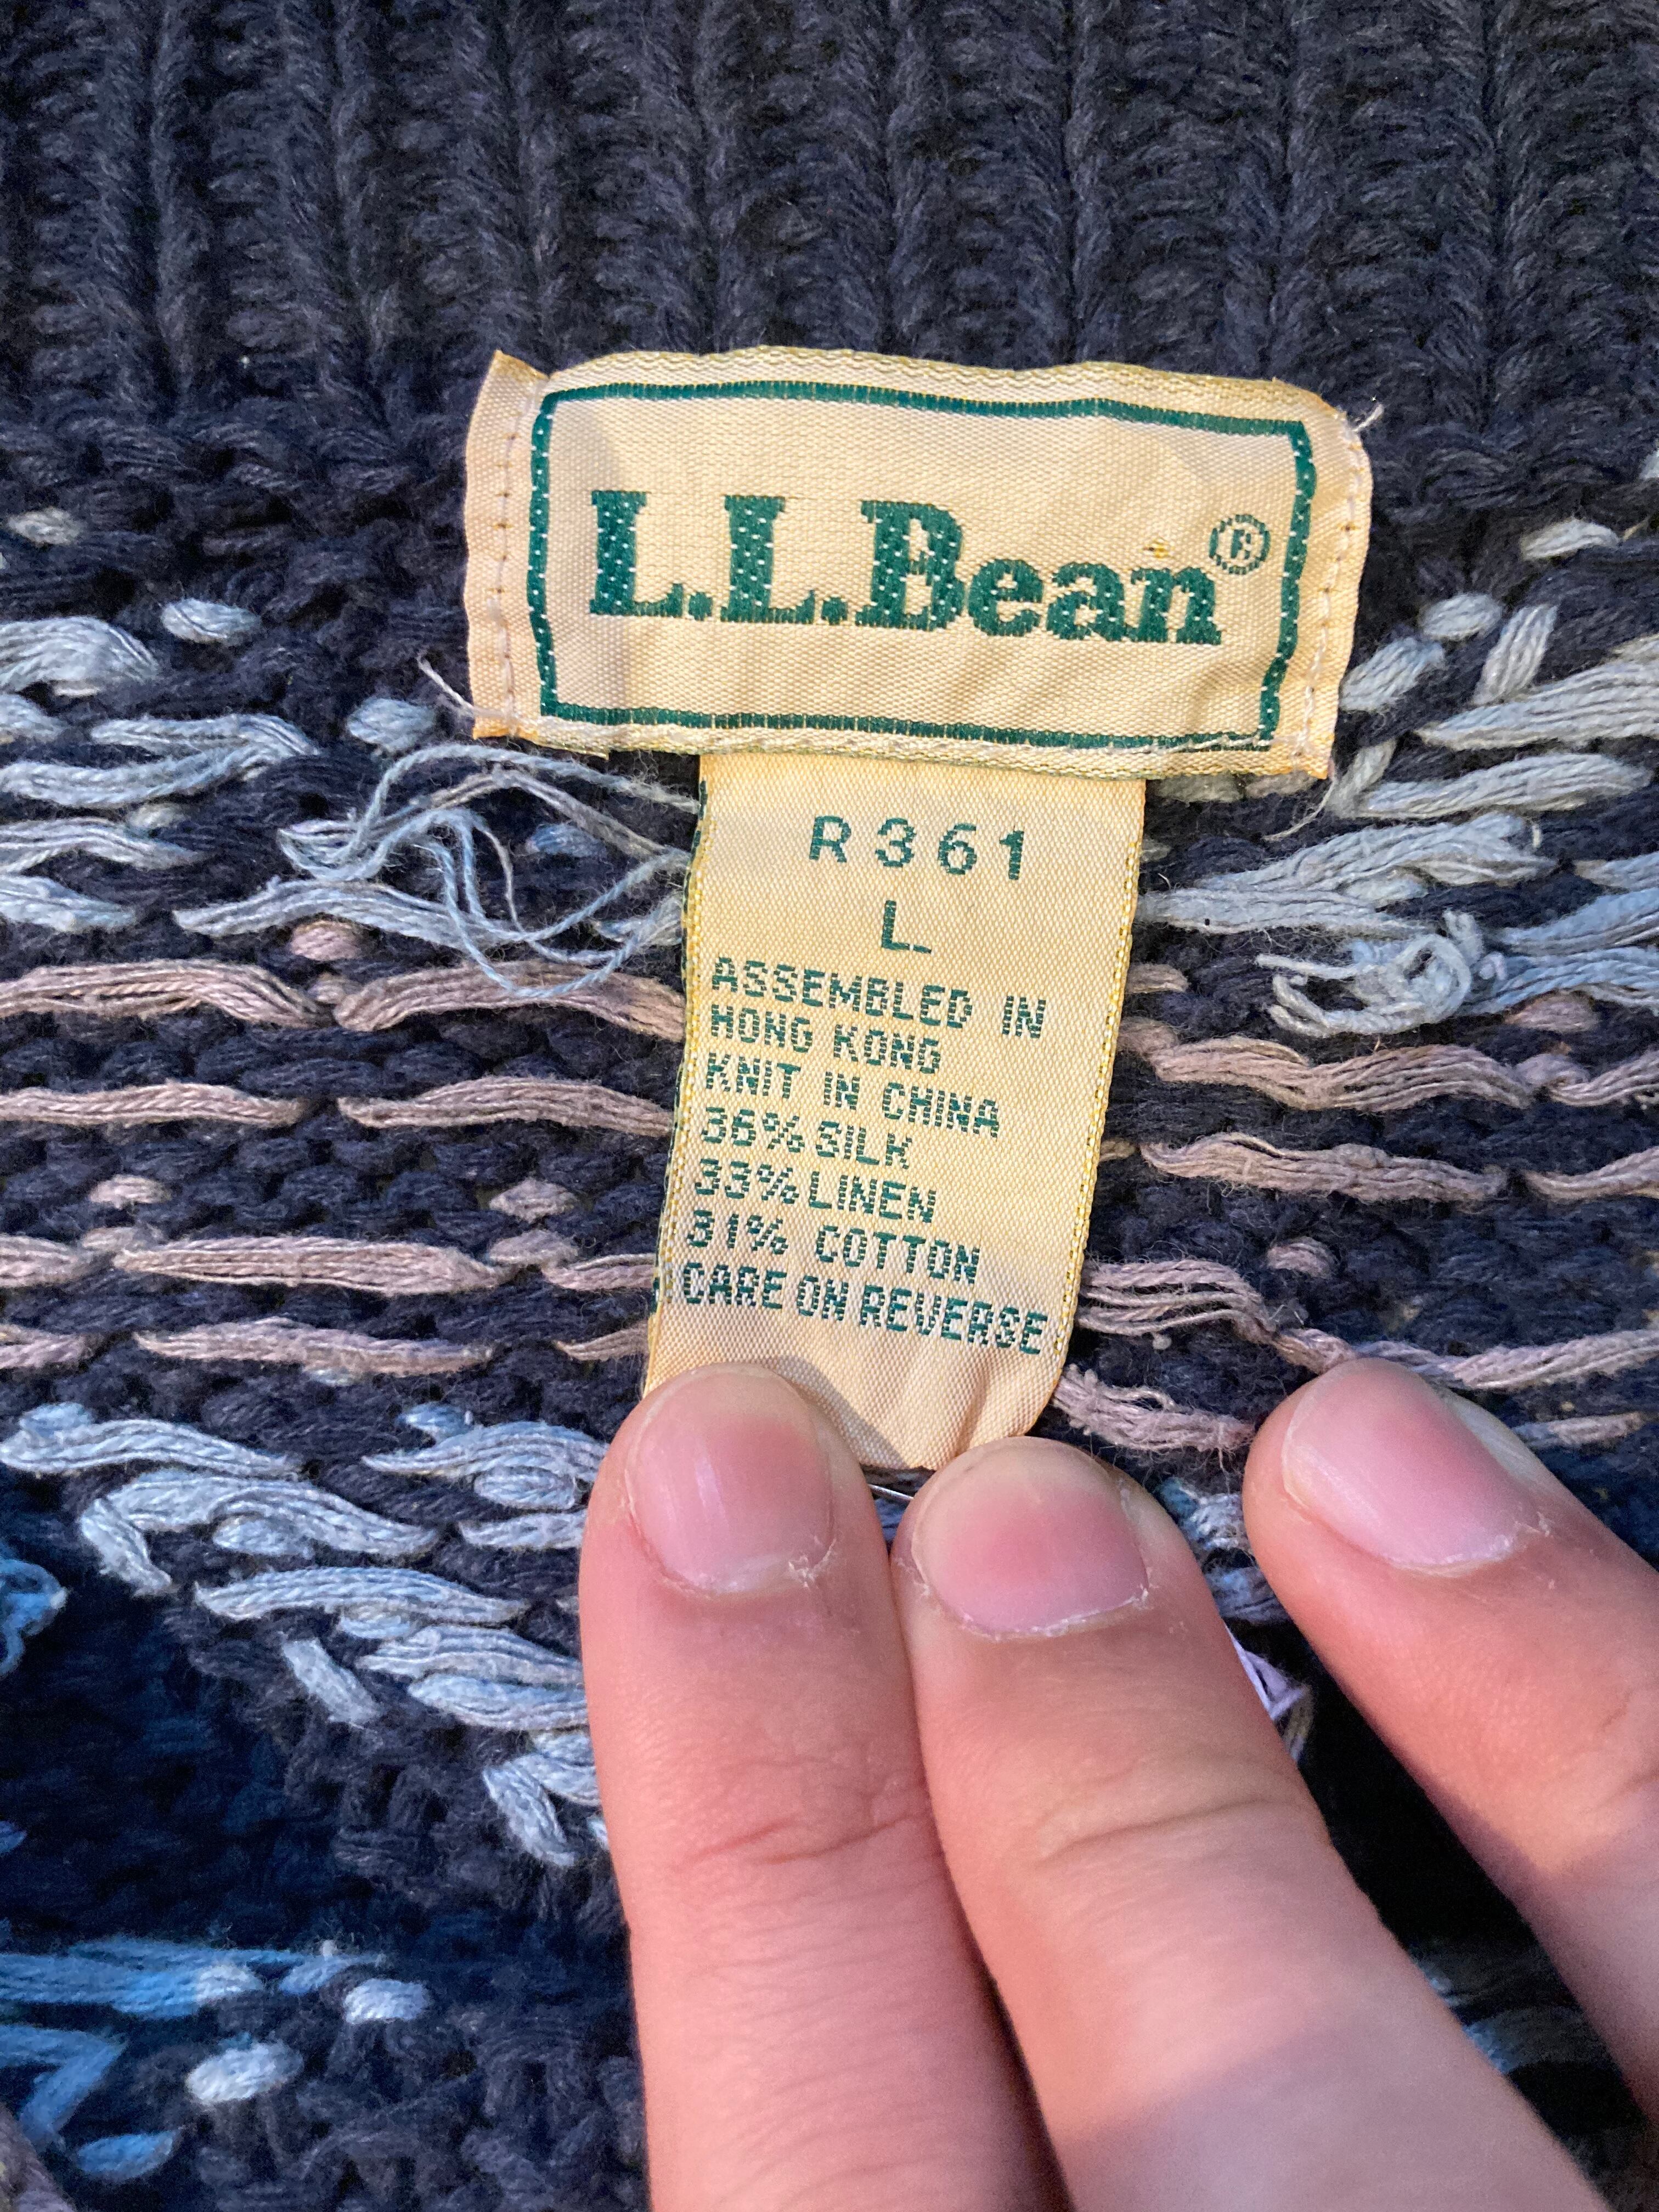 L.L.Bean®
R361
L
ASSEMBLED IN
HONG KONG
KNIT IN CHINA
36% SILK
33% LINEN
31% COTTON
CARE ON REVERSE